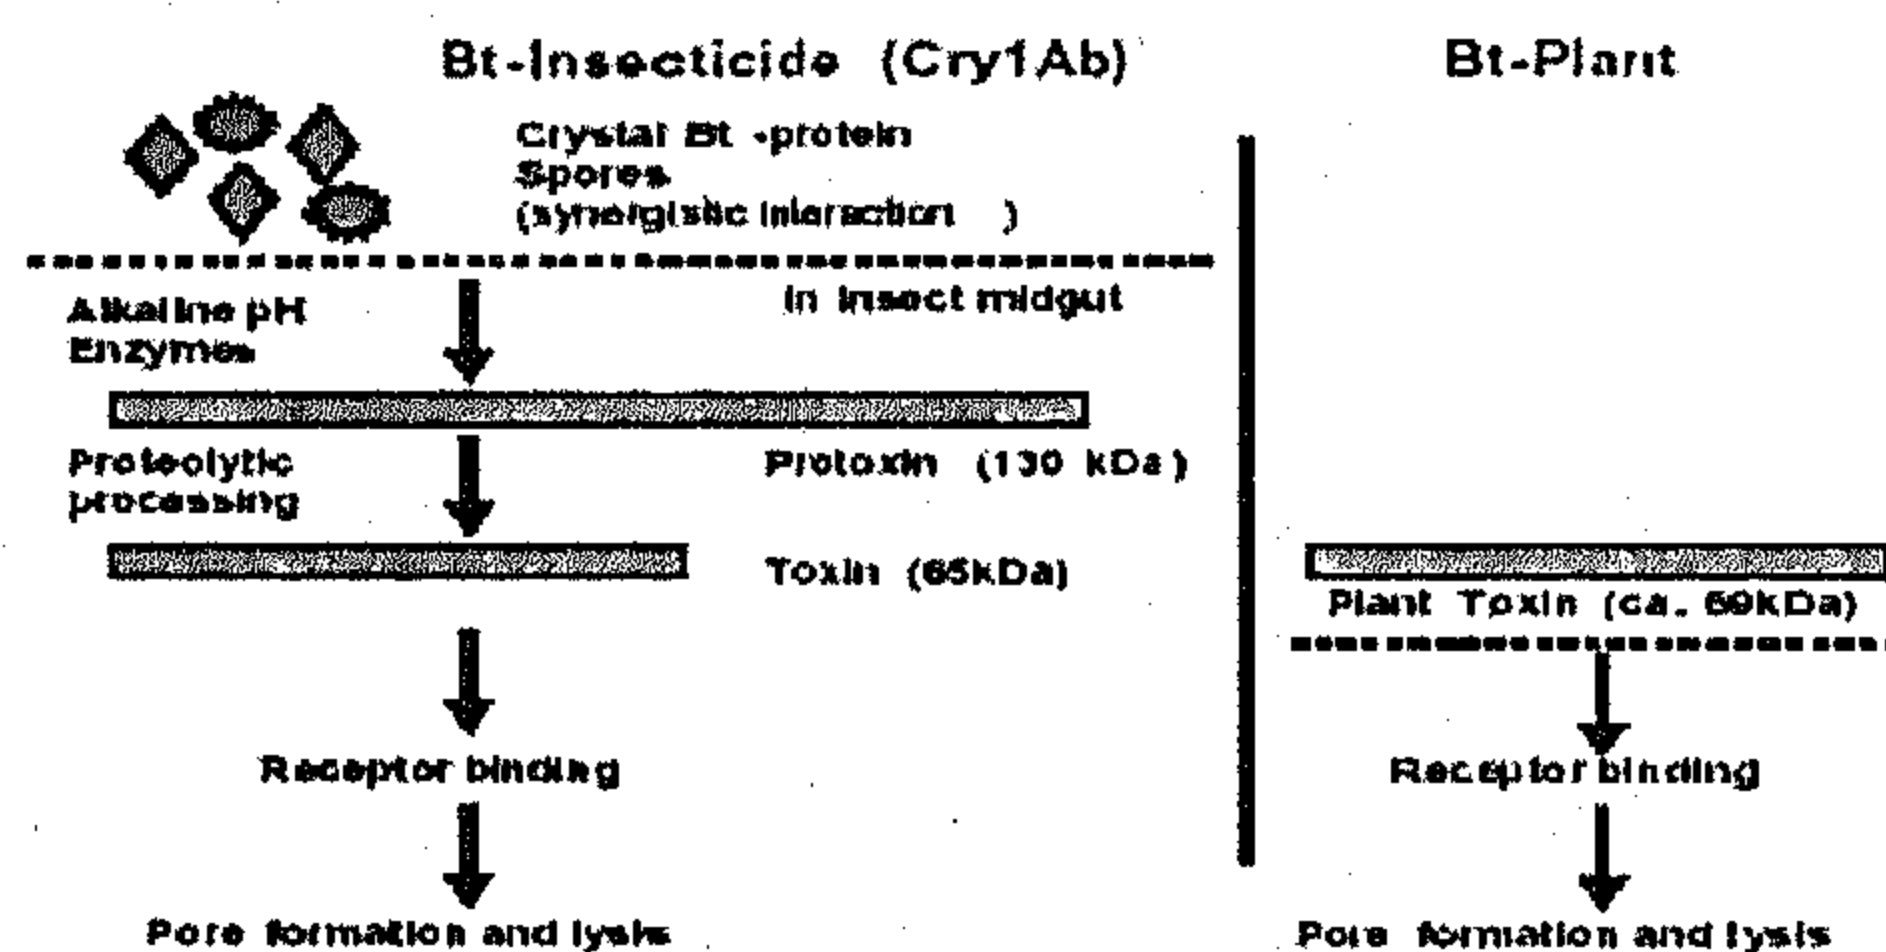 Bt-Insecticide (Cry1Ab)
Bt-Plant
Crystal Bt -protein
Spores
(synergistic interaction )
Alkaline pH
Enzymes
in insect midgut
Proteolytic
processing
Protoxin (130 kDa)
Toxin (65kDa)
Plant Toxin (ca. 69kDa)
Receptor binding
Receptor binding
Pore formation and lysis
Pore formation and lysis